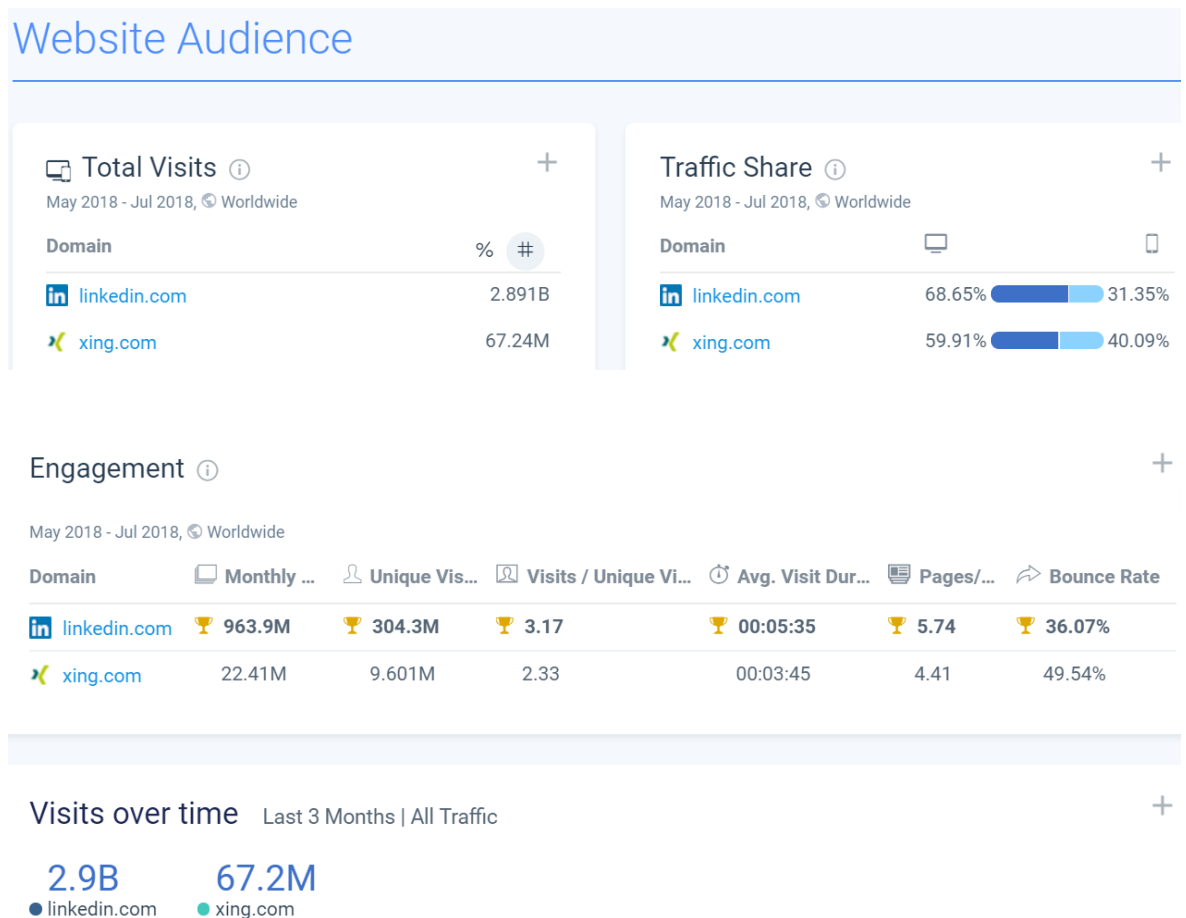 Website Audience
Total Visits
May 2018 - Jul 2018, Worldwide
Domain % #
linkedin.com 2.891B
xing.com 67.24M
Traffic Share
May 2018 - Jul 2018, Worldwide
Domain
linkedin.com 68.65% 31.35%
xing.com 59.91% 40.09%
Engagement
May 2018 - Jul 2018, Worldwide
Domain Monthly ... Unique Vis... Visits / Unique Vi... Avg. Visit Dur... Pages/... Bounce Rate
linkedin.com 963.9M 304.3M 3.17 00:05:35 5.74 36.07%
xing.com 22.41M 9.601M 2.33 00:03:45 4.41 49.54%
Visits over time Last 3 Months | All Traffic
2.9B 67.2M
linkedin.com xing.com